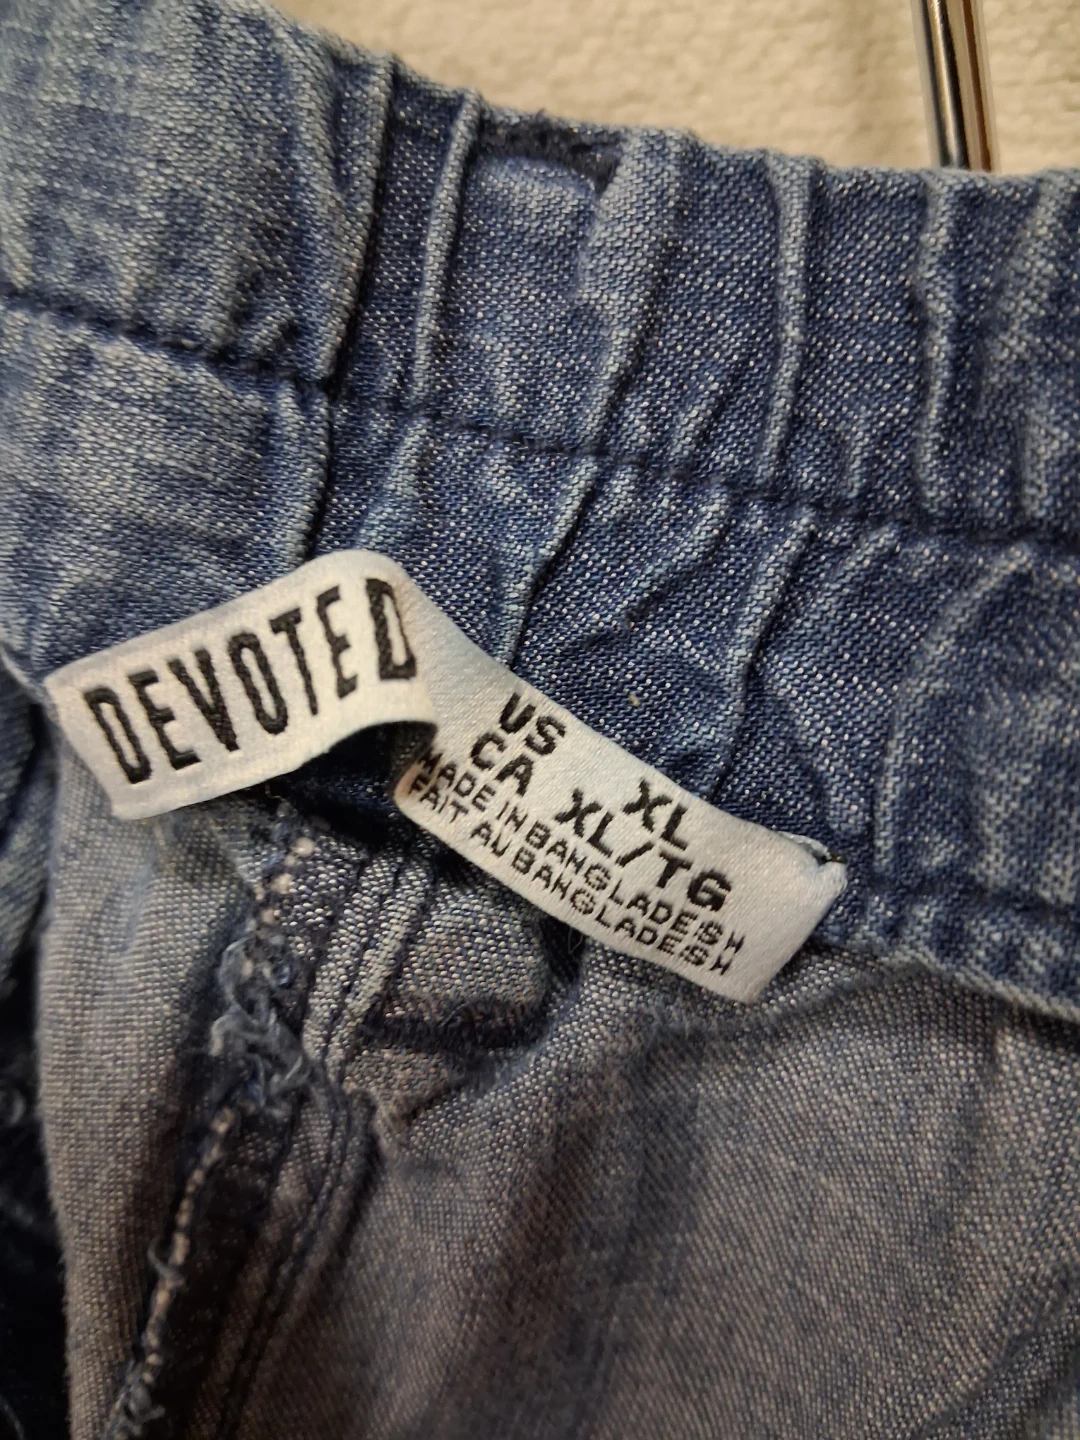 DEVOTED
US XL
CA XL/TG
MADE IN BANGLADESH
FAIT AU BANGLADESH